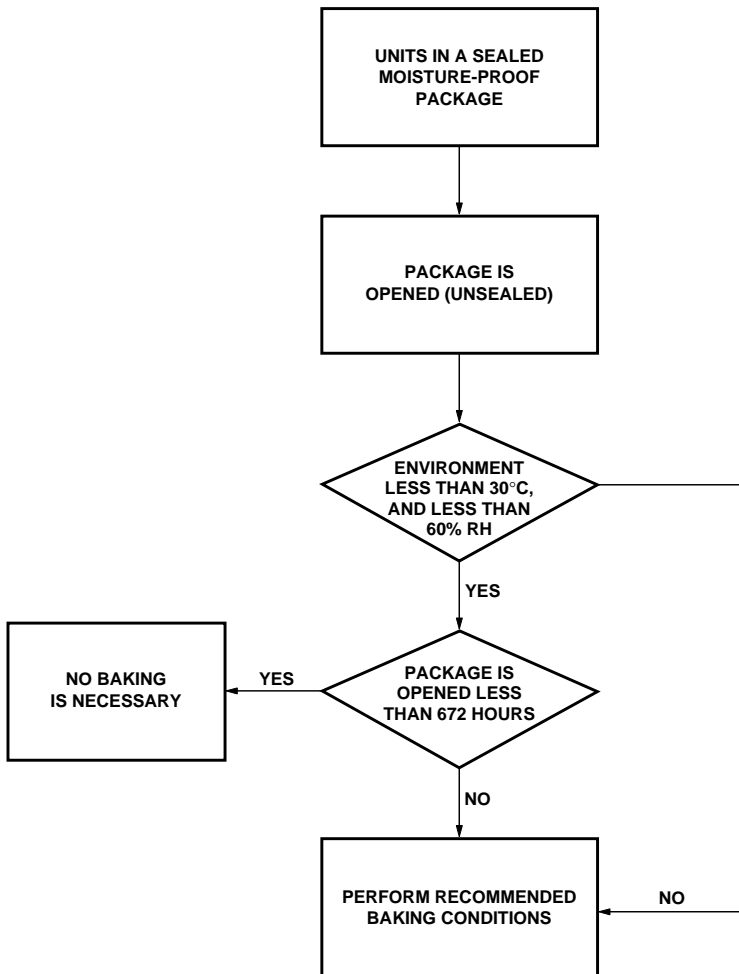 UNITS IN A SEALED
MOISTURE-PROOF
PACKAGE
PACKAGE IS
OPENED (UNSEALED)
ENVIRONMENT
LESS THAN 30°C,
AND LESS THAN
60% RH
YES
PACKAGE IS
OPENED LESS
THAN 672 HOURS
YES
NO BAKING
IS NECESSARY
NO
PERFORM RECOMMENDED
BAKING CONDITIONS
NO